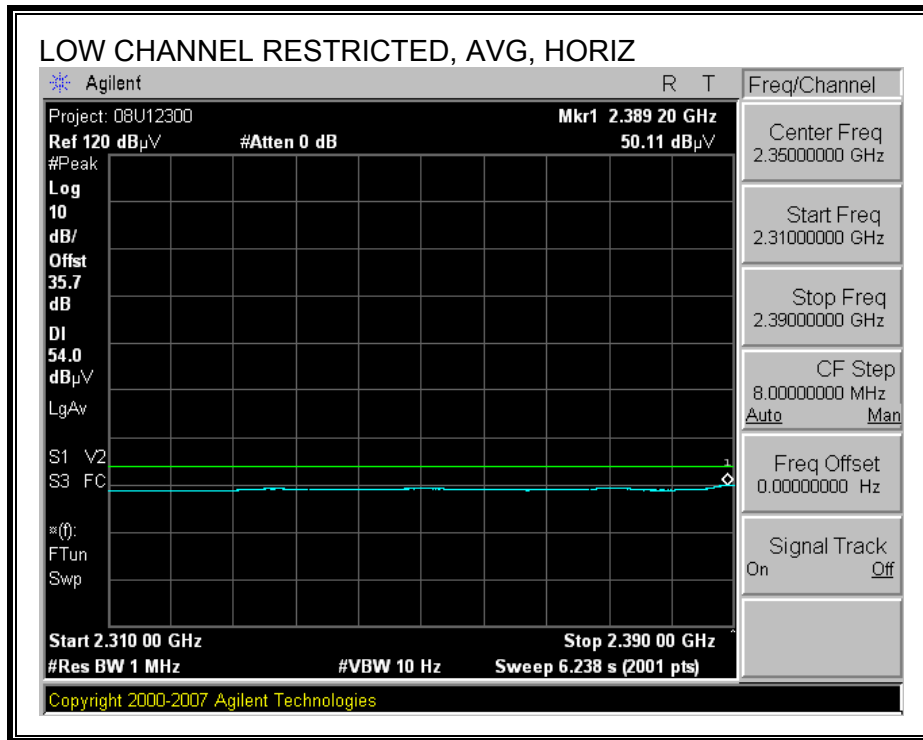 LOW CHANNEL RESTRICTED, AVG, HORIZ
Agilent R T
Freq/Channel
Project: 08U12300 Mkr1 2.389 20 GHz
Ref 120 dBµV #Atten 0 dB 50.11 dBµV
#Peak
Log
10
dB/
Offst
35.7
dB
DI
54.0
dBµV
LgAv
S1 V2
S3 FC
¤(f):
FTun
Swp
1
Start 2.310 00 GHz Stop 2.390 00 GHz ^
#Res BW 1 MHz #VBW 10 Hz Sweep 6.238 s (2001 pts)
Center Freq
2.35000000 GHz
Start Freq
2.31000000 GHz
Stop Freq
2.39000000 GHz
CF Step
8.00000000 MHz
Auto Man
Freq Offset
0.00000000 Hz
Signal Track
On Off
Copyright 2000-2007 Agilent Technologies